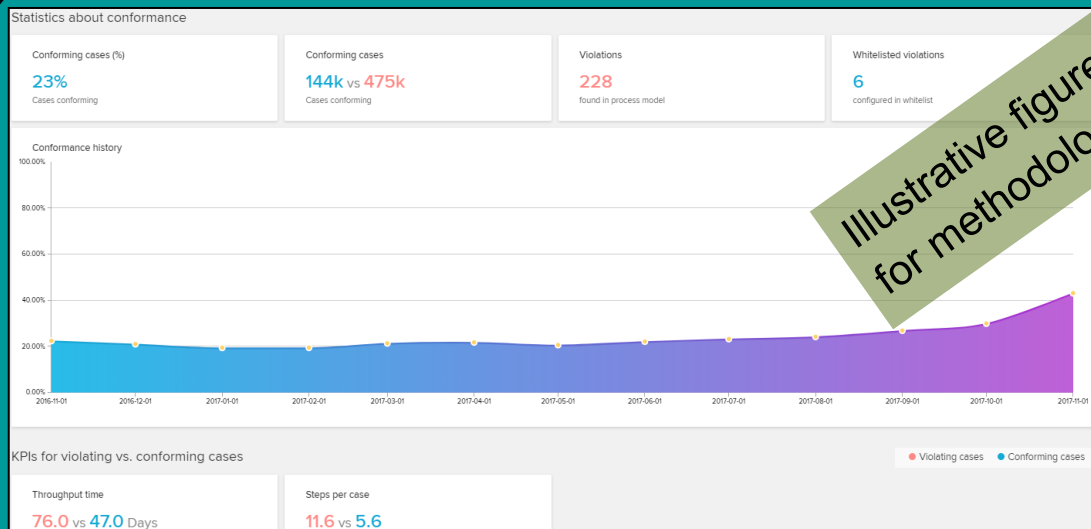 Statistics about conformance
Conforming cases (%)
23%
Cases conforming
Conforming cases
144k vs 475k
Cases conforming
Violations
228
found in process model
Whitelisted violations
6
configured in whitelist
Illustrative figure
for
Conformance history
100.00%
80.00%
60.00%
40.00%
20.00%
0.00%
2016-11-01 2016-12-01 2017-01-01 2017-02-01 2017-03-01 2017-04-01 2017-05-01 2017-06-01 2017-07-01 2017-08-01 2017-09-01 2017-10-01 2017-11-01
KPIs for violating vs. conforming cases
Violating cases Conforming cases
Throughput time
76.0 vs 47.0 Days
Steps per case
11.6 vs 5.6